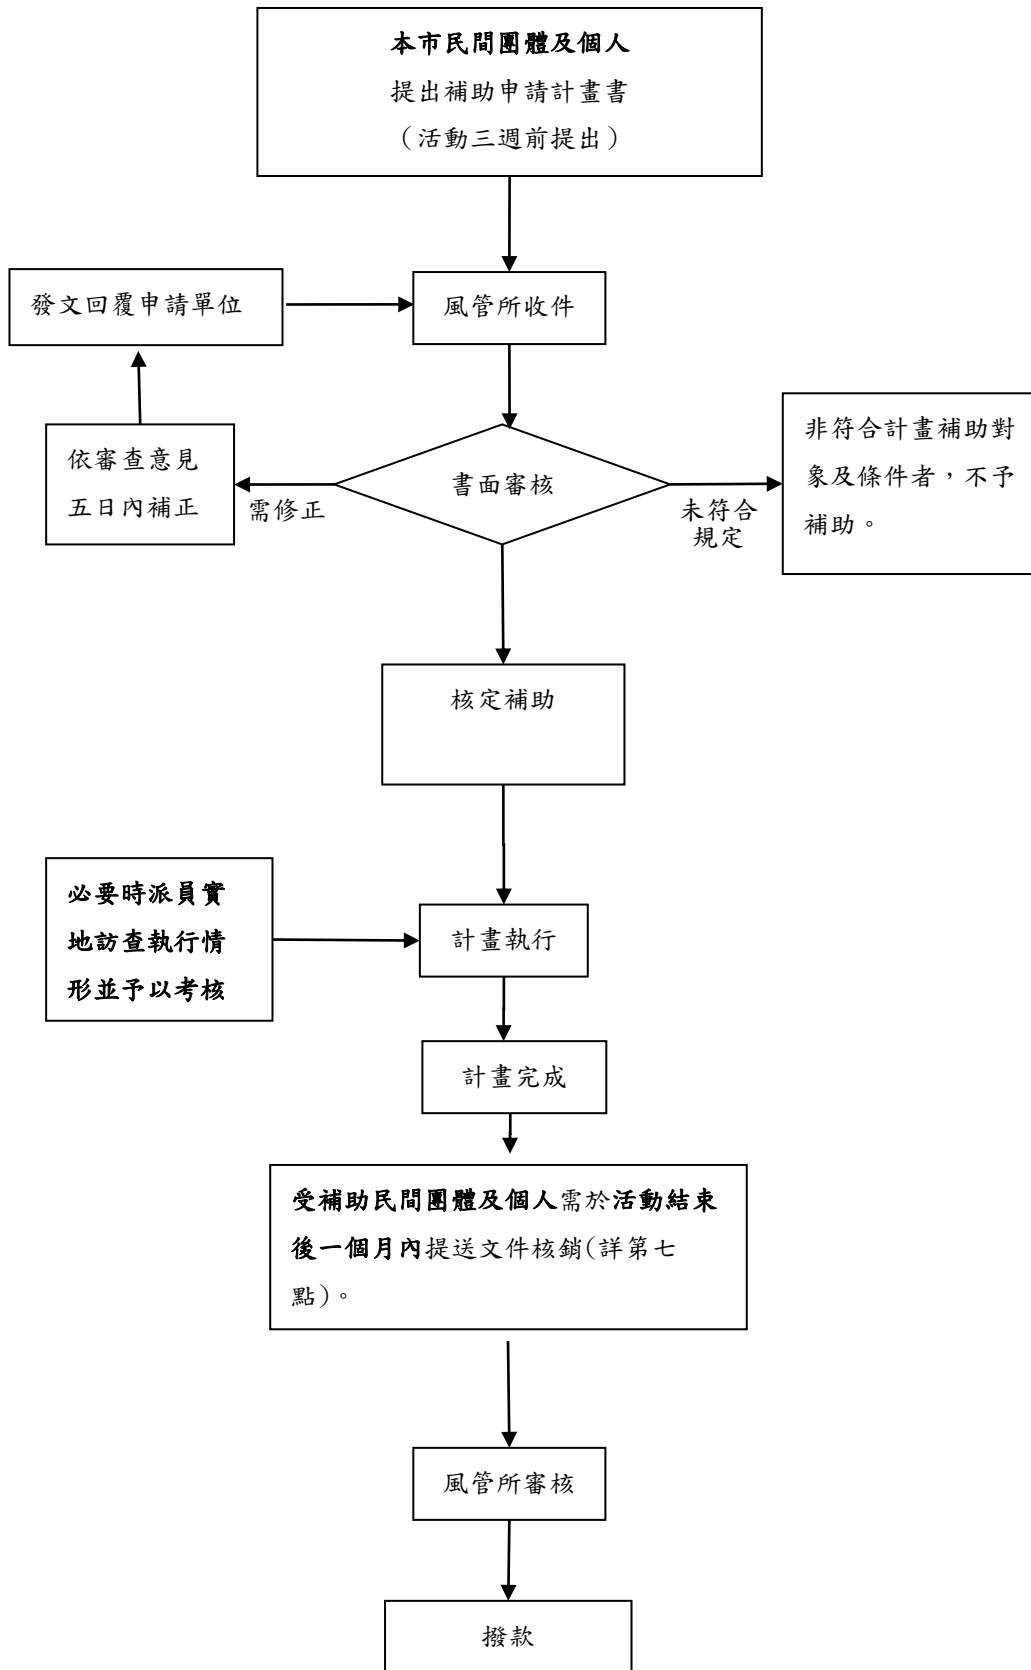 本市民間團體及個人
提出補助申請計畫書
（活動三週前提出）
發文回覆申請單位
風管所收件
依審查意見
五日內補正
需修正
書面審核
未符合
規定
非符合計畫補助對
象及條件者，不予
補助。
核定補助
必要時派員實
地訪查執行情
形並予以考核
計畫執行
計畫完成
受補助民間團體及個人需於活動結束
後一個月內提送文件核銷(詳第七
點)。
風管所審核
撥款